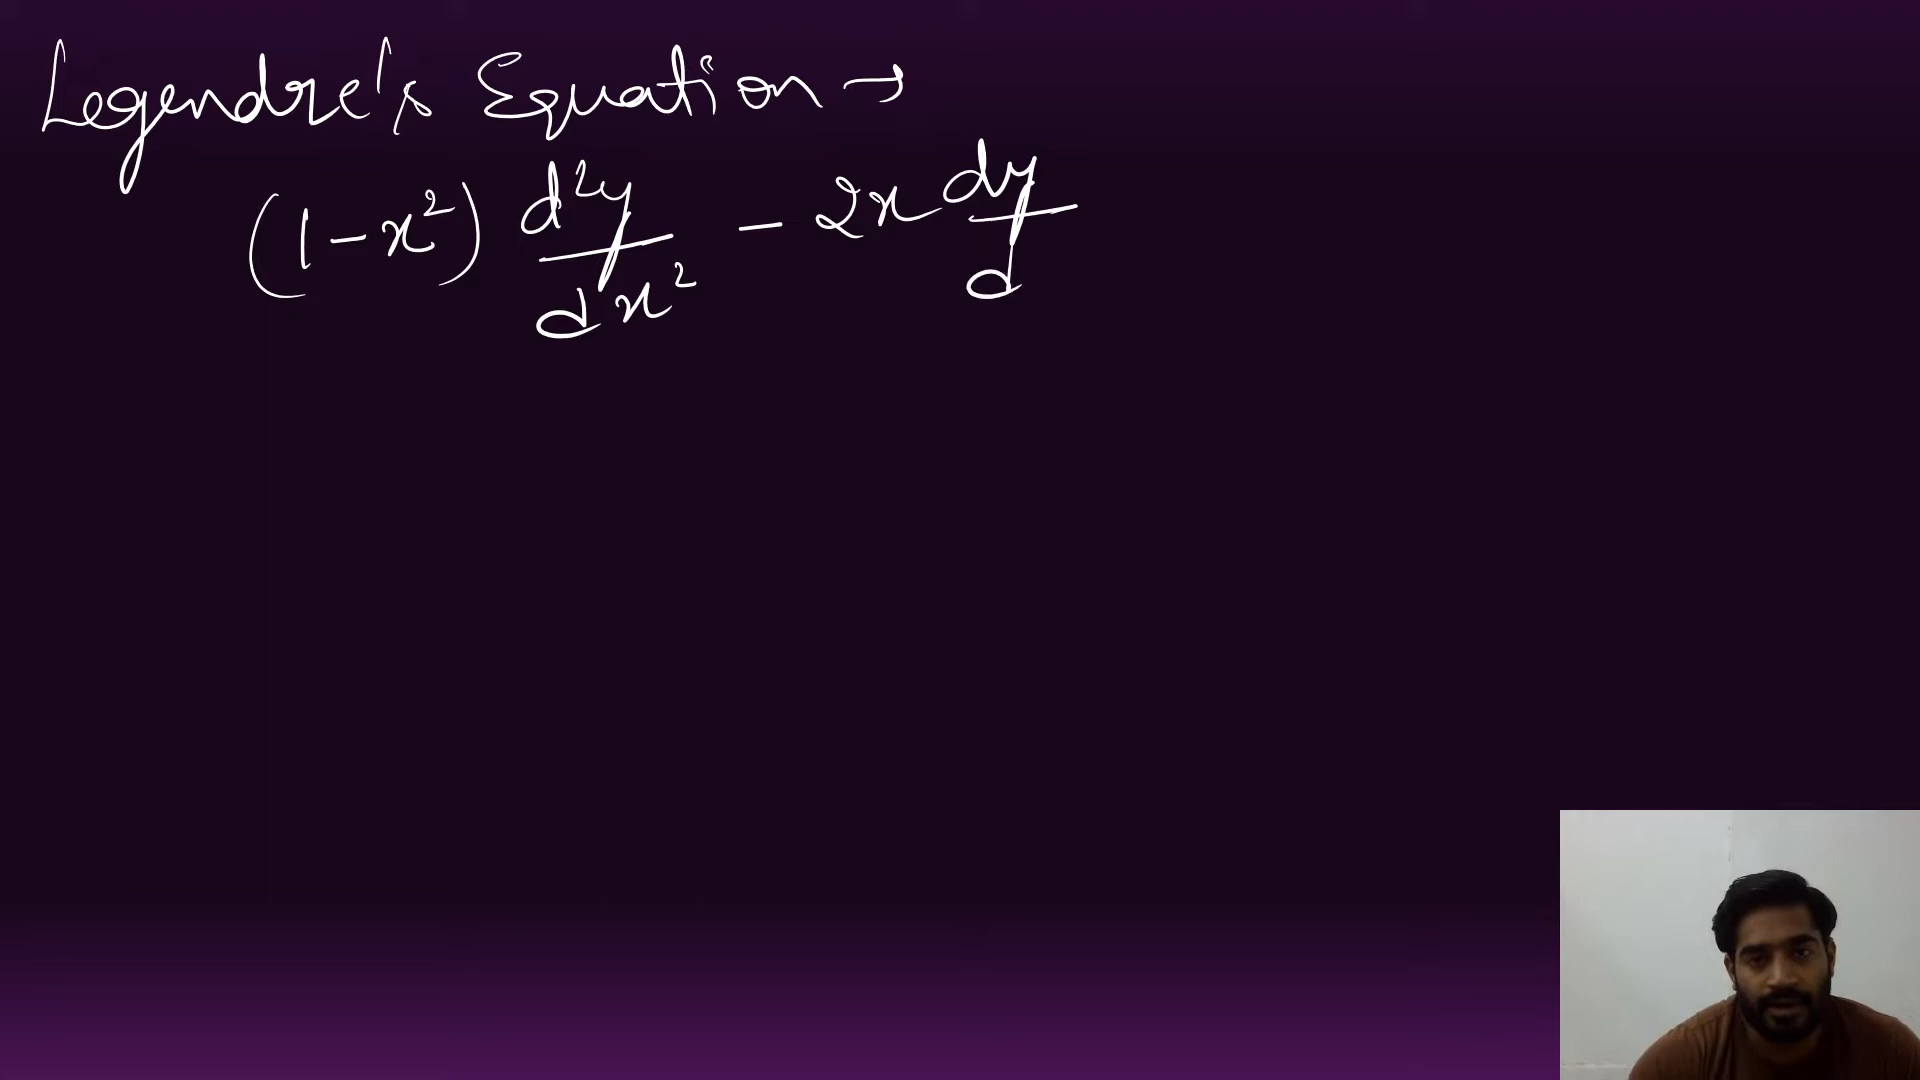 Legendre's Equation →
(1-x²) d²y/dx² - 2x dy/d